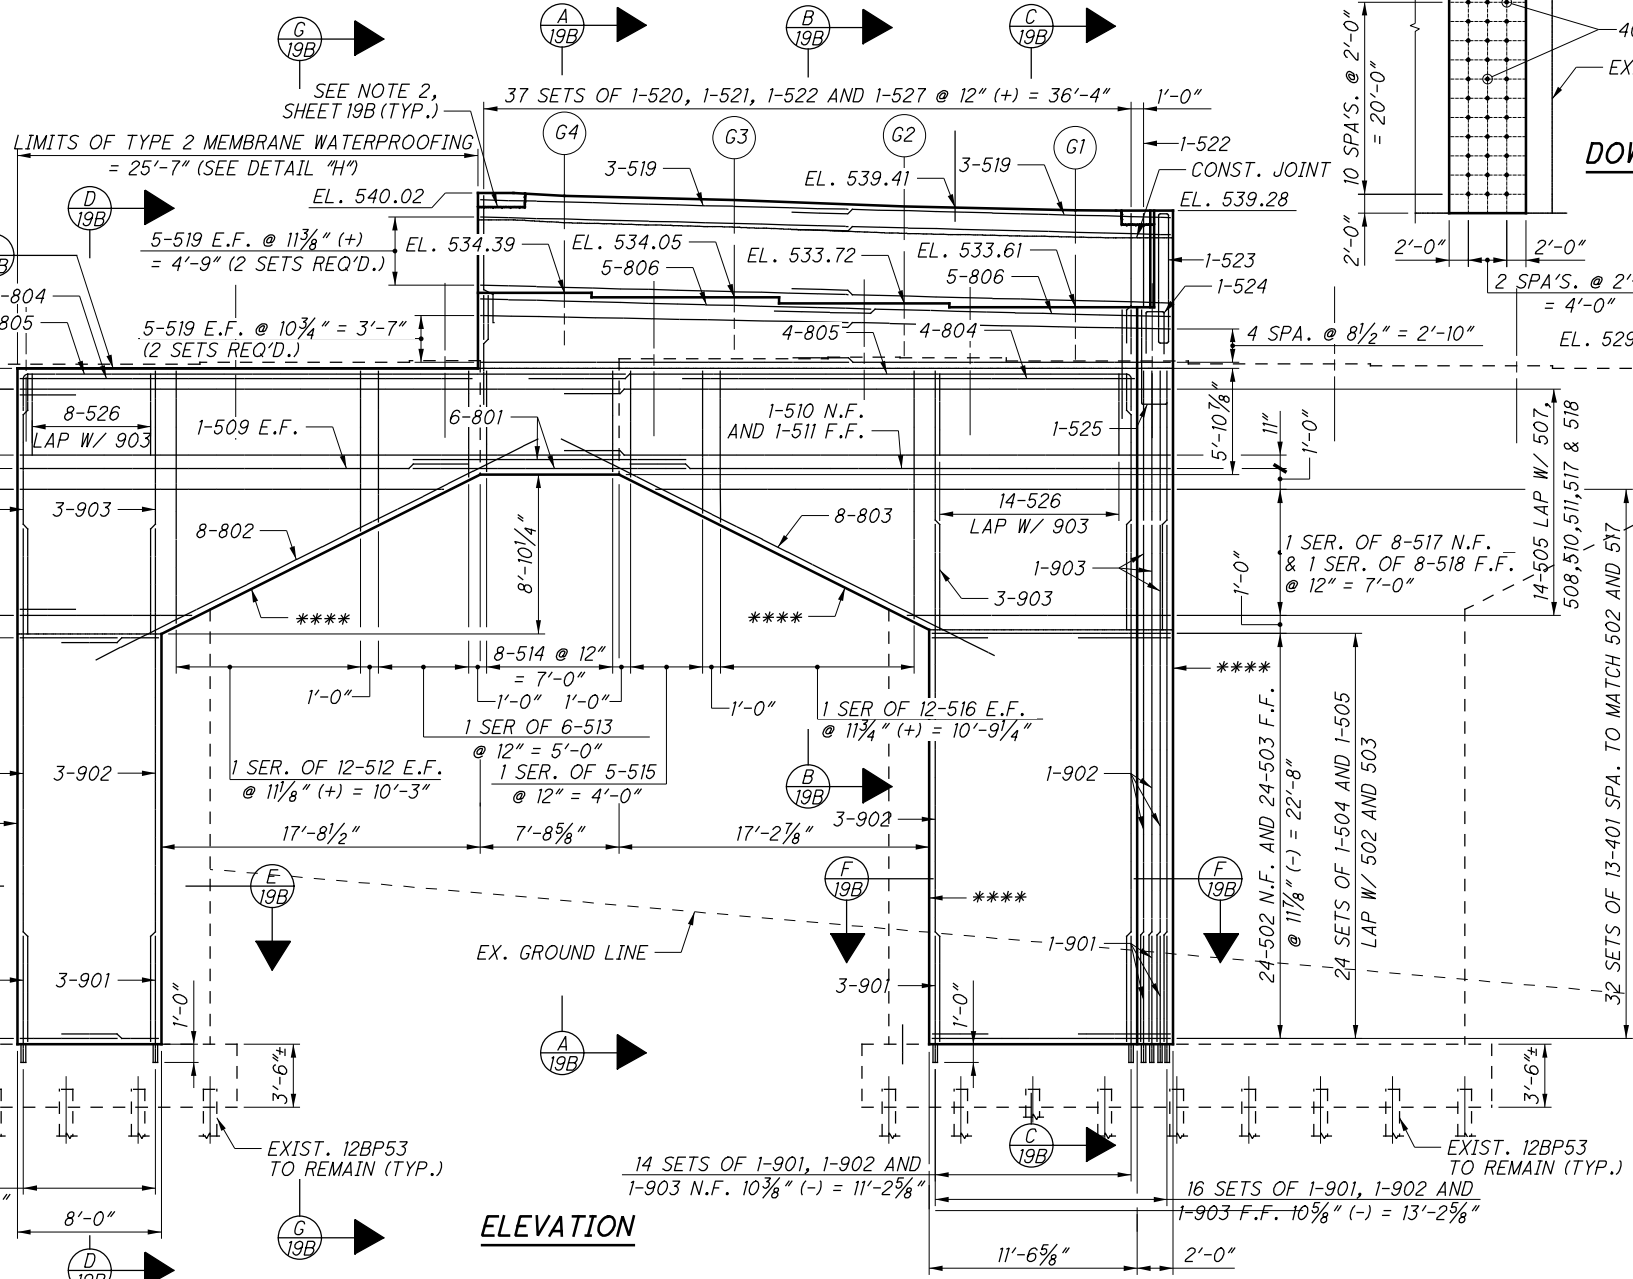 G
19B
A
19B
B
19B
C
19B
SEE NOTE 2,
SHEET 19B (TYP.)
37 SETS OF 1-520, 1-521, 1-522 AND 1-527 @ 12" (+) = 36'-4"
1'-0"
10 SPA'S. @ 2'-0"
= 20'-0"
2'-0"
LIMITS OF TYPE 2 MEMBRANE WATERPROOFING
= 25'-7" (SEE DETAIL "H")
G4
G3
G2
G1
1-522
CONST. JOINT
3-519
EL. 539.41
3-519
EL. 540.02
EL. 539.28
D
19B
5-519 E.F. @ 11 3/8" (+)
= 4'-9" (2 SETS REQ'D.)
EL. 534.39
EL. 534.05
EL. 533.72
EL. 533.61
5-806
5-806
1-523
1-524
2'-0"
2'-0"
2 SPA'S. @ 2'-
= 4'-0"
-804
805
5-519 E.F. @ 10 3/4" = 3'-7"
(2 SETS REQ'D.)
4-805
4-804
4 SPA. @ 8 1/2" = 2'-10"
EL. 529
8-526
LAP W/ 903
1-509 E.F.
6-801
1-510 N.F.
AND 1-511 F.F.
1-525
5'-10 7/8"
11"
1'-0"
14-505 LAP W/ 507,
508,510,511,517 & 518
3-903
8-802
8'-10 1/4"
8-803
14-526
LAP W/ 903
1-903
3-903
1 SER. OF 8-517 N.F.
& 1 SER. OF 8-518 F.F.
@ 12" = 7'-0"
1'-0"
****
****
****
8-514 @ 12"
= 7'-0"
1'-0"
1'-0"
1'-0"
1'-0"
1 SER OF 6-513
@ 12" = 5'-0"
1 SER OF 12-516 E.F.
@ 11 3/4" (+) = 10'-9 1/4"
1 SER. OF 12-512 E.F.
@ 11 1/8" (+) = 10'-3"
1 SER. OF 5-515
@ 12" = 4'-0"
B
19B
3-902
1-902
3-902
17'-8 1/2"
7'-8 5/8"
17'-2 7/8"
24-502 N.F. AND 24-503 F.F.
@ 11 7/8" (-) = 22'-8"
24 SETS OF 1-504 AND 1-505
LAP W/ 502 AND 503
32 SETS OF 13-401 SPA. TO MATCH 502 AND 517
E
19B
F
19B
F
19B
****
EX. GROUND LINE
1-901
3-901
3-901
1'-0"
1'-0"
A
19B
3'-6"±
3'-6"±
EXIST. 12BP53
TO REMAIN (TYP.)
C
19B
EXIST. 12BP53
TO REMAIN (TYP.)
14 SETS OF 1-901, 1-902 AND
1-903 N.F. 10 3/8" (-) = 11'-2 5/8"
16 SETS OF 1-901, 1-902 AND
1-903 F.F. 10 5/8" (-) = 13'-2 5/8"
8'-0"
G
19B
ELEVATION
D
11'-6 5/8"
2'-0"